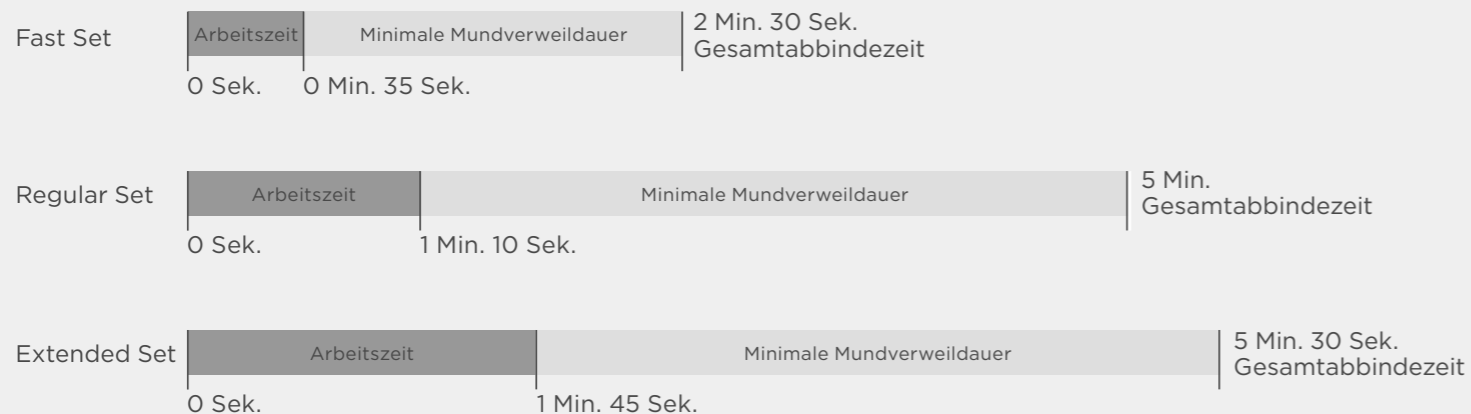 Fast Set
Arbeitszeit
Minimale Mundverweildauer
2 Min. 30 Sek.
Gesamtabbindezeit
0 Sek.
0 Min. 35 Sek.
Regular Set
Arbeitszeit
Minimale Mundverweildauer
5 Min.
Gesamtabbindezeit
0 Sek.
1 Min. 10 Sek.
Extended Set
Arbeitszeit
Minimale Mundverweildauer
5 Min. 30 Sek.
Gesamtabbindezeit
0 Sek.
1 Min. 45 Sek.